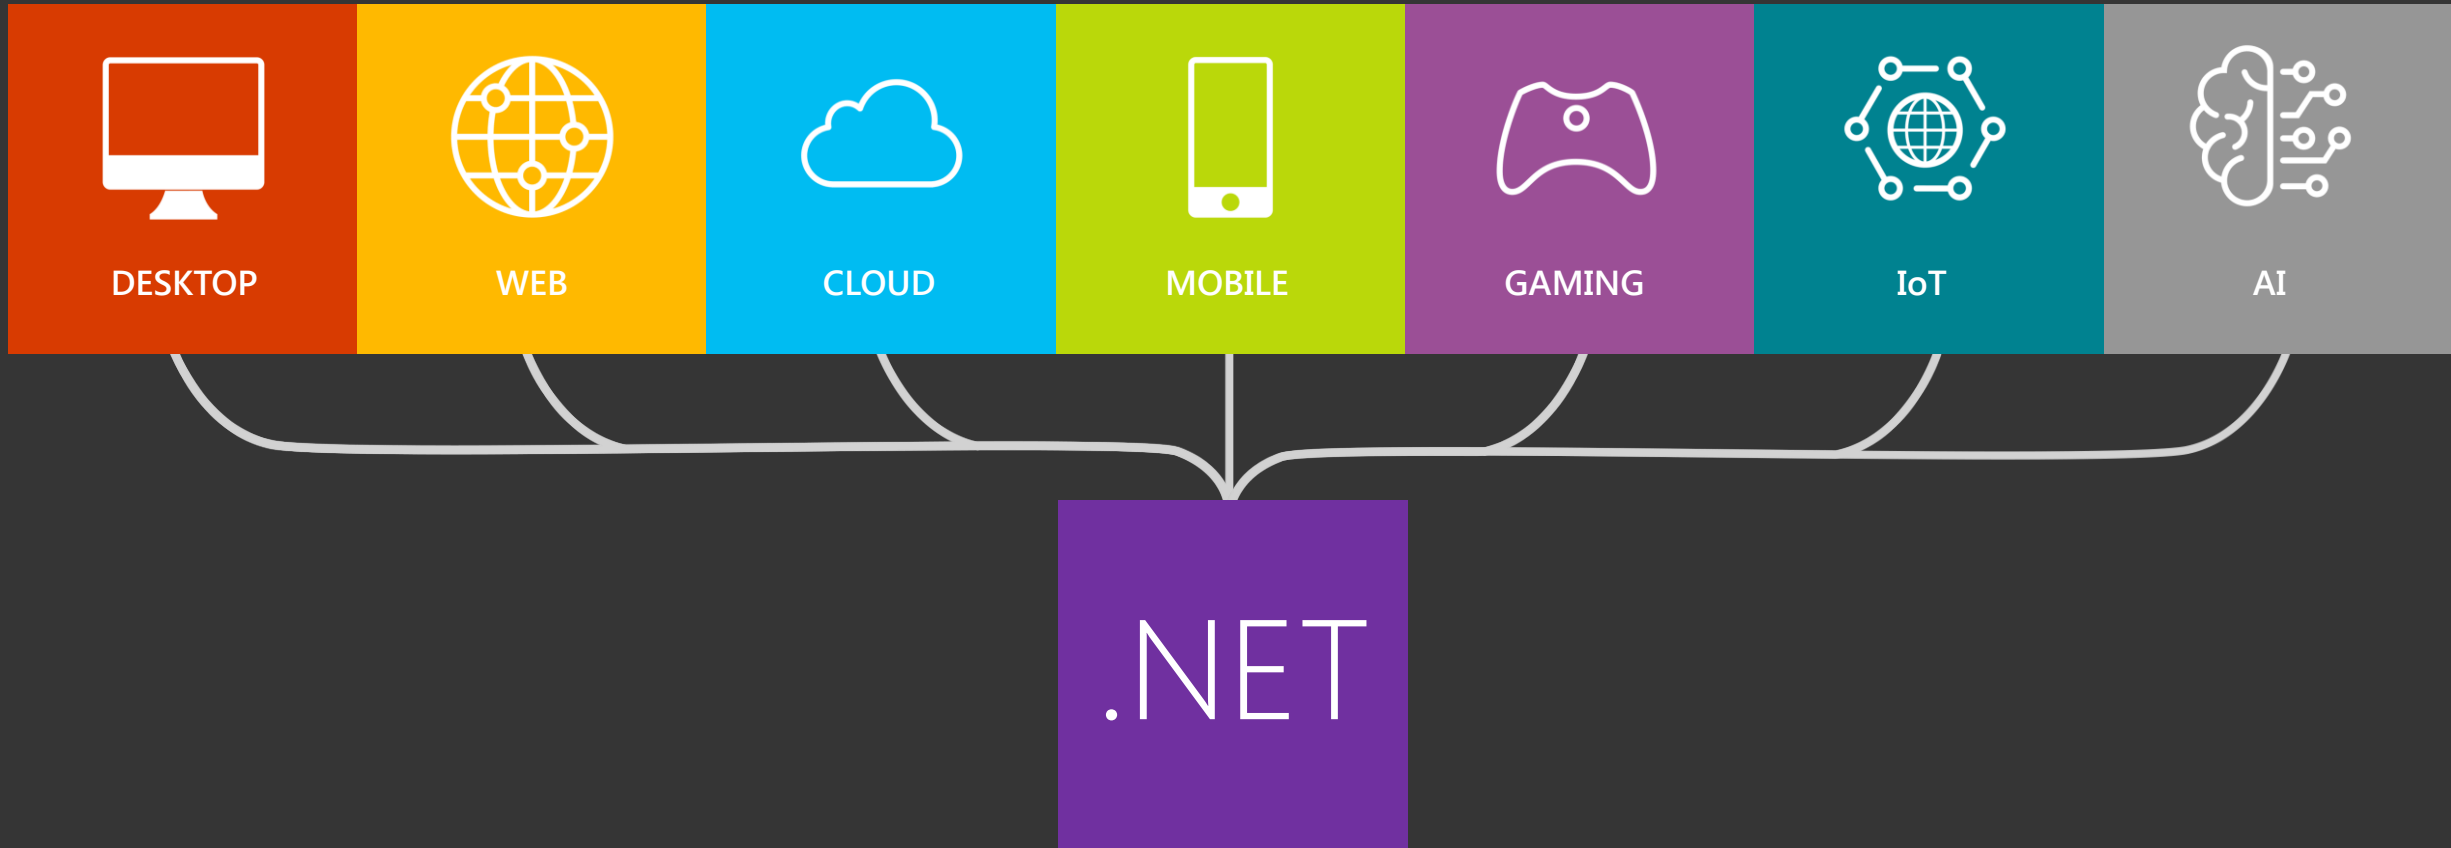 DESKTOP
WEB
CLOUD
MOBILE
GAMING
IoT
AI
.NET